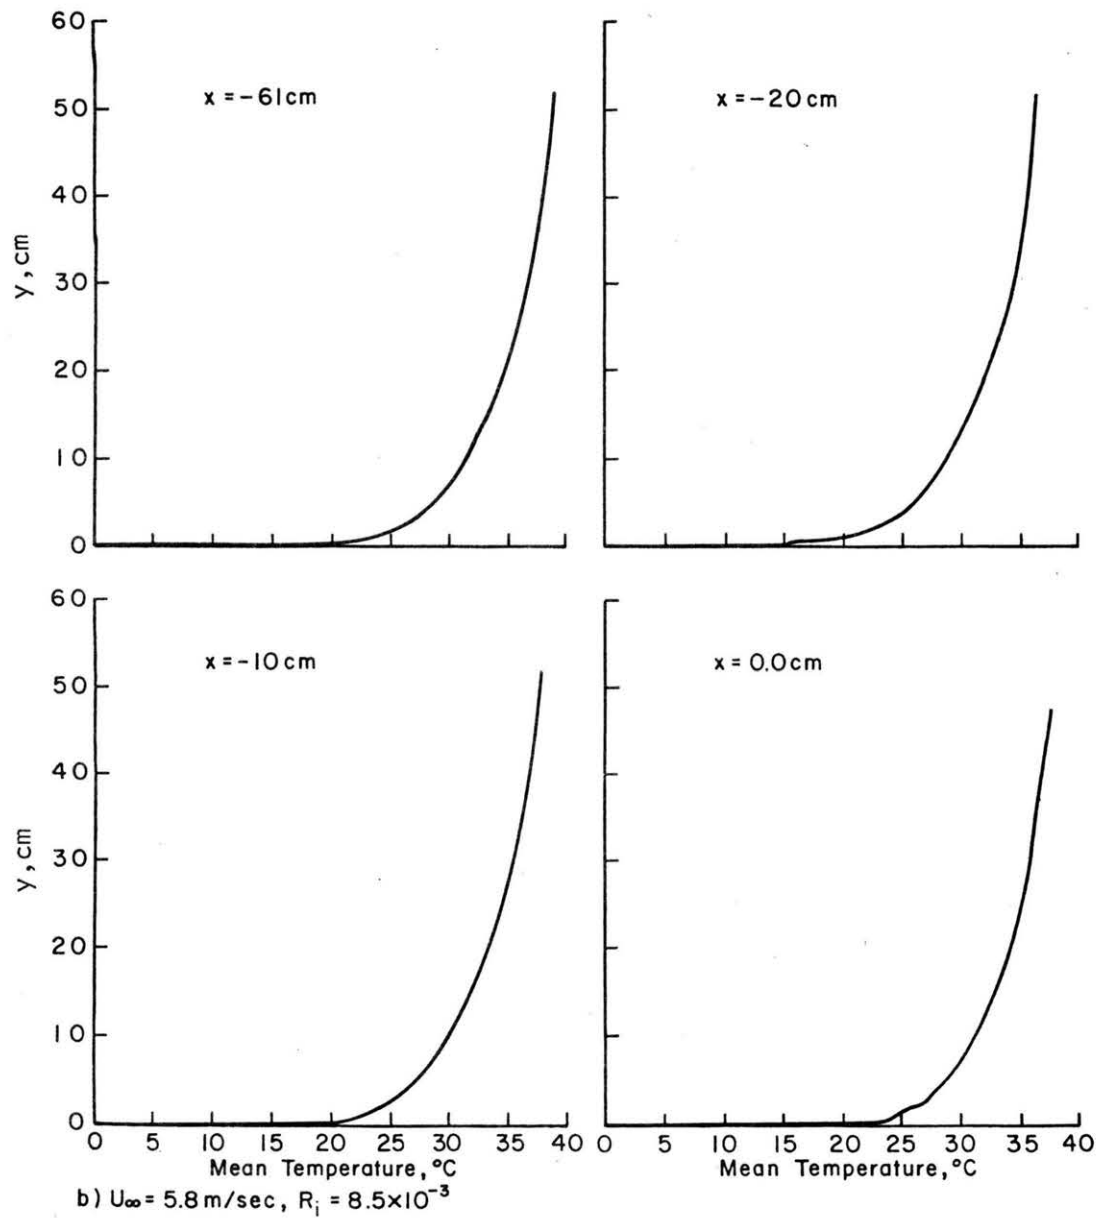 60
50
40
30
20
10
0
y, cm
x = -61 cm
x = -20 cm
60
50
40
30
20
10
0
y, cm
x = -10 cm
x = 0.0 cm
0 5 10 15 20 25 30 35 40
0 5 10 15 20 25 30 35 40
Mean Temperature, °C
Mean Temperature, °C
b) U∞ = 5.8 m/sec, Ri = 8.5×10⁻³